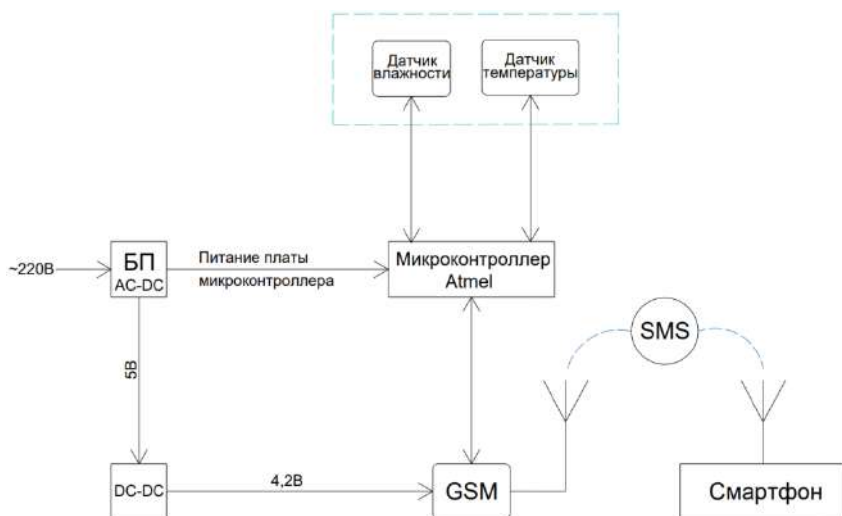 Датчик
влажности
Датчик
температуры
~220В
БП
AC-DC
Питание платы
микроконтроллера
Микроконтроллер
Atmel
SMS
5В
DC-DC
4,2В
GSM
Смартфон